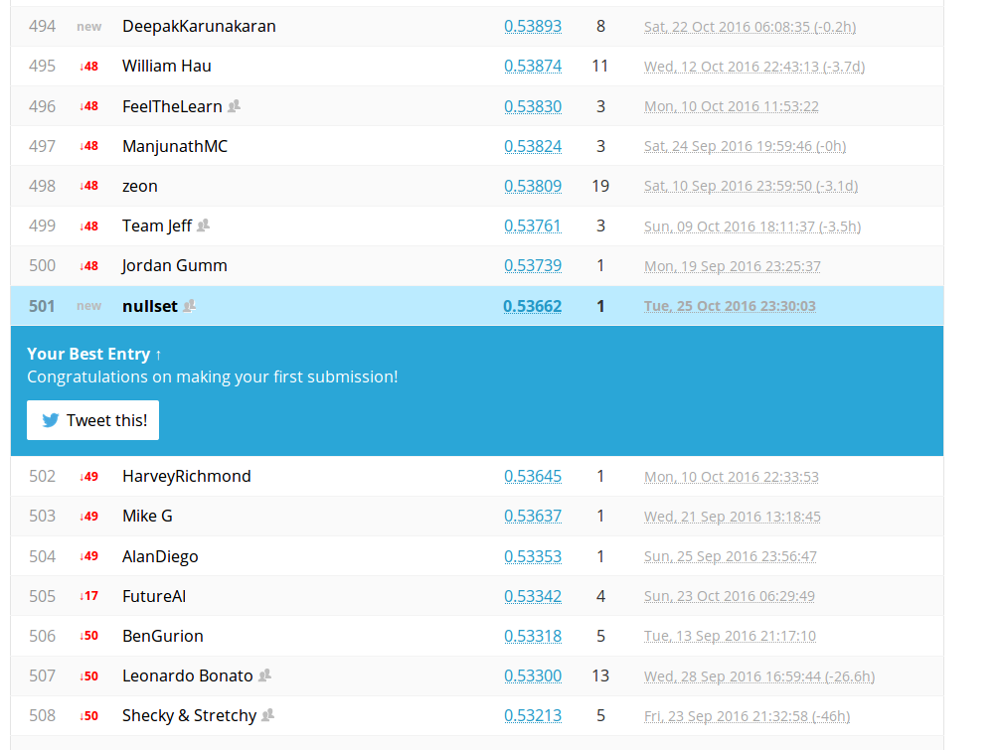 494 new DeepakKarunakaran 0.53893 8 Sat, 22 Oct 2016 06:08:35 (-0.2h)
495 ↓48 William Hau 0.53874 11 Wed, 12 Oct 2016 22:43:13 (-3.7d)
496 ↓48 FeelTheLearn 0.53830 3 Mon, 10 Oct 2016 11:53:22
497 ↓48 ManjunathMC 0.53824 3 Sat, 24 Sep 2016 19:59:46 (-0h)
498 ↓48 zeon 0.53809 19 Sat, 10 Sep 2016 23:59:50 (-3.1d)
499 ↓48 Team Jeff 0.53761 3 Sun, 09 Oct 2016 18:11:37 (-3.5h)
500 ↓48 Jordan Gumm 0.53739 1 Mon, 19 Sep 2016 23:25:37
501 new nullset 0.53662 1 Tue, 25 Oct 2016 23:30:03
Your Best Entry ↑
Congratulations on making your first submission!
Tweet this!
502 ↓49 HarveyRichmond 0.53645 1 Mon, 10 Oct 2016 22:33:53
503 ↓49 Mike G 0.53637 1 Wed, 21 Sep 2016 13:18:45
504 ↓49 AlanDiego 0.53353 1 Sun, 25 Sep 2016 23:56:47
505 ↓17 FutureAI 0.53342 4 Sun, 23 Oct 2016 06:29:49
506 ↓50 BenGurion 0.53318 5 Tue, 13 Sep 2016 21:17:10
507 ↓50 Leonardo Bonato 0.53300 13 Wed, 28 Sep 2016 16:59:44 (-26.6h)
508 ↓50 Shecky & Stretchy 0.53213 5 Fri, 23 Sep 2016 21:32:58 (-46h)